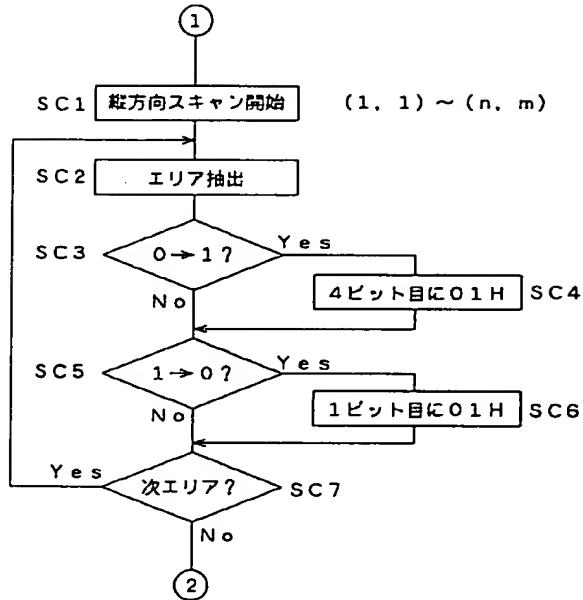 1
SC1 縦方向スキャン開始 (1, 1) ~ (n, m)
SC2 エリア抽出
SC3 0→1? Yes
No 4ビット目に01H SC4
SC5 1→0? Yes
No 1ビット目に01H SC6
Yes 次エリア? SC7
No
2